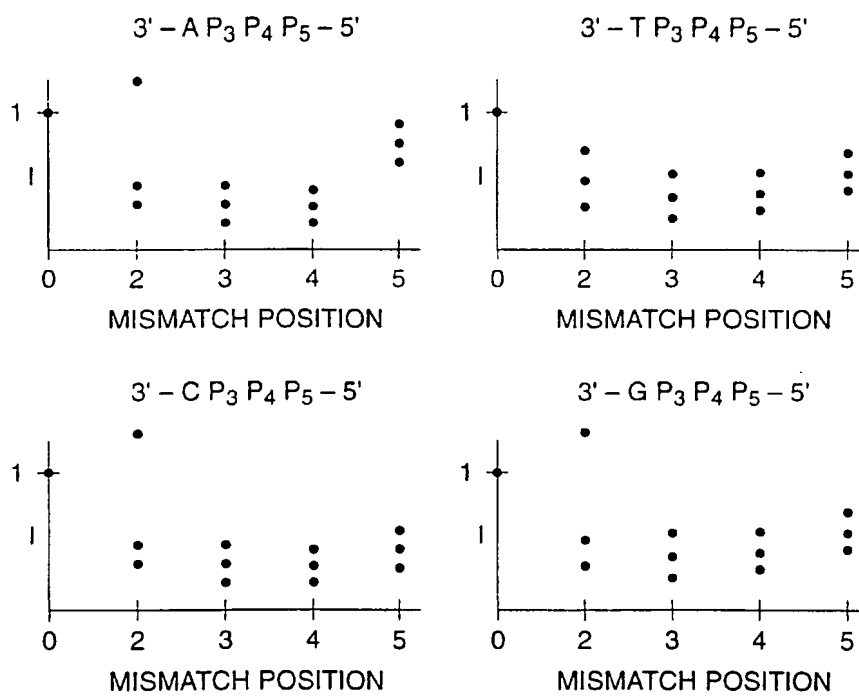 3' – A P₃ P₄ P₅ – 5'
1
I
0 2 3 4 5
MISMATCH POSITION
3' – T P₃ P₄ P₅ – 5'
1
I
0 2 3 4 5
MISMATCH POSITION
3' – C P₃ P₄ P₅ – 5'
1
I
0 2 3 4 5
MISMATCH POSITION
3' – G P₃ P₄ P₅ – 5'
1
I
0 2 3 4 5
MISMATCH POSITION